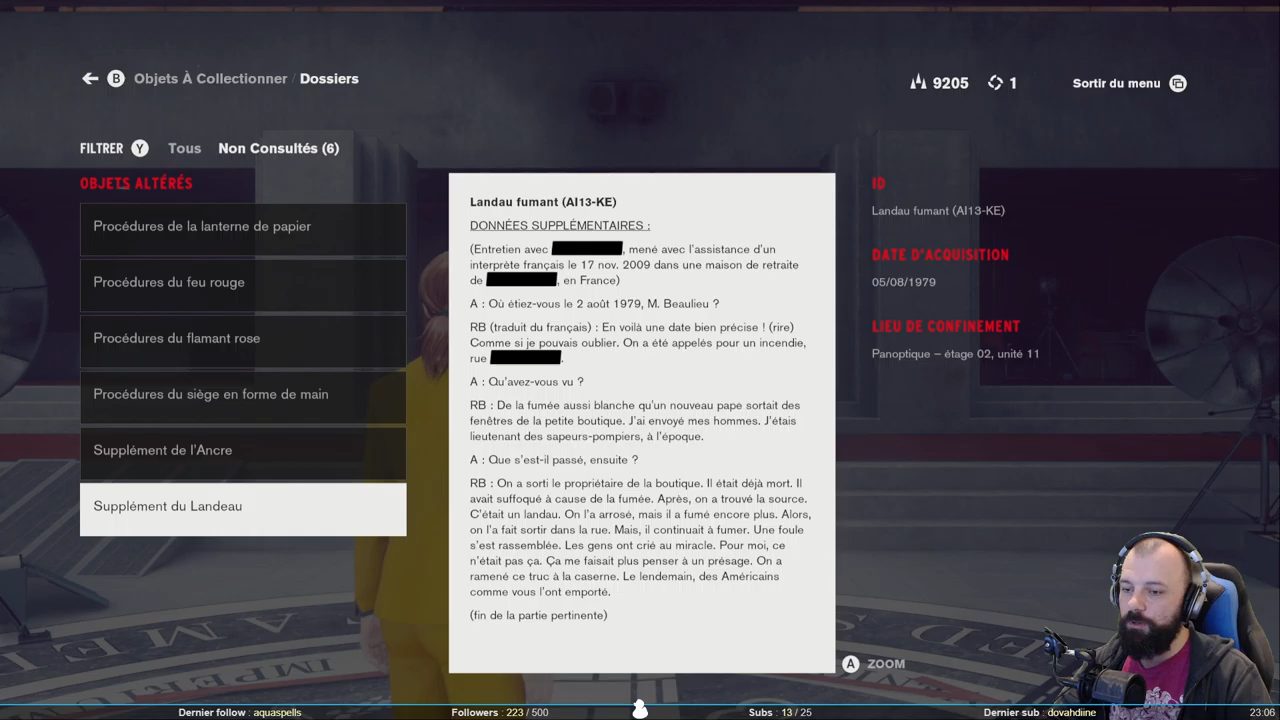 B Objets À Collectionner / Dossiers
9205 1 Sortir du menu
FILTRER Y Tous Non Consultés (6)
OBJETS ALTÉRÉS
Procédures de la lanterne de papier
Procédures du feu rouge
Procédures du flamant rose
Procédures du siège en forme de main
Supplément de l'Ancre
Supplément du Landeau
Landau fumant (AI13-KE)
DONNÉES SUPPLÉMENTAIRES :
(Entretien avec , mené avec l'assistance d'un
interprète français le 17 nov. 2009 dans une maison de retraite
de , en France)
A : Où étiez-vous le 2 août 1979, M. Beaulieu ?
RB (traduit du français) : En voilà une date bien précise ! (rire)
Comme si je pouvais oublier. On a été appelés pour un incendie,
rue .
A : Qu'avez-vous vu ?
RB : De la fumée aussi blanche qu'un nouveau pape sortait des
fenêtres de la petite boutique. J'ai envoyé mes hommes. J'étais
lieutenant des sapeurs-pompiers, à l'époque.
A : Que s'est-il passé, ensuite ?
RB : On a sorti le propriétaire de la boutique. Il était déjà mort. Il
avait suffoqué à cause de la fumée. Après, on a trouvé la source.
C'était un landau. On l'a arrosé, mais il a fumé encore plus. Alors,
on l'a fait sortir dans la rue. Mais, il continuait à fumer. Une foule
s'est rassemblée. Les gens ont crié au miracle. Pour moi, ce
n'était pas ça. Ça me faisait plus penser à un présage. On a
ramené ce truc à la caserne. Le lendemain, des Américains
comme vous l'ont emporté.
(fin de la partie pertinente)
A ZOOM
ID
Landau fumant (AI13-KE)
DATE D'ACQUISITION
05/08/1979
LIEU DE CONFINEMENT
Panoptique – étage 02, unité 11
IMPERIUM
Dernier follow : aquaspells Followers : 223 / 500 Subs : 13 / 25 Dernier sub : dovahdiine 23:06